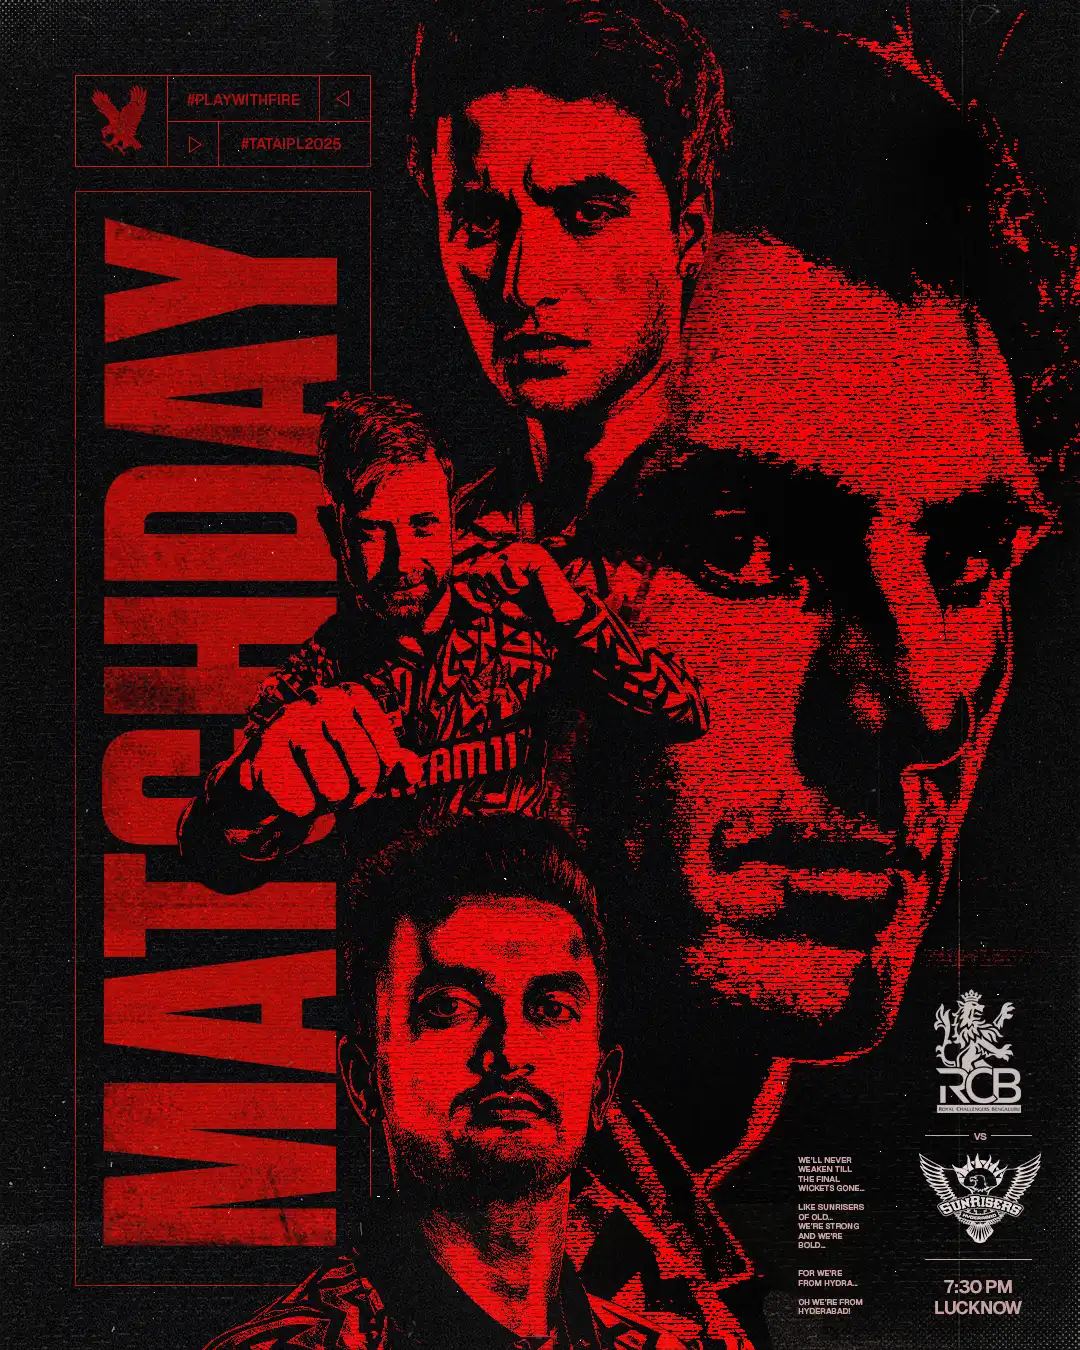 #PLAYWITHFIRE
#TATAIPL2025
MATCHDAY
RCB
ROYAL CHALLENGERS BENGALURU
VS
SUNRISERS
HYDERABAD
WE'LL NEVER
WEAKEN TILL
THE FINAL
WICKETS GONE...
LIKE SUNRISERS
OF OLD...
WE'RE STRONG
AND WE'RE
BOLD...
FOR WE'RE
FROM HYDRA...
OH WE'RE FROM
HYDERABAD!
7:30 PM
LUCKNOW